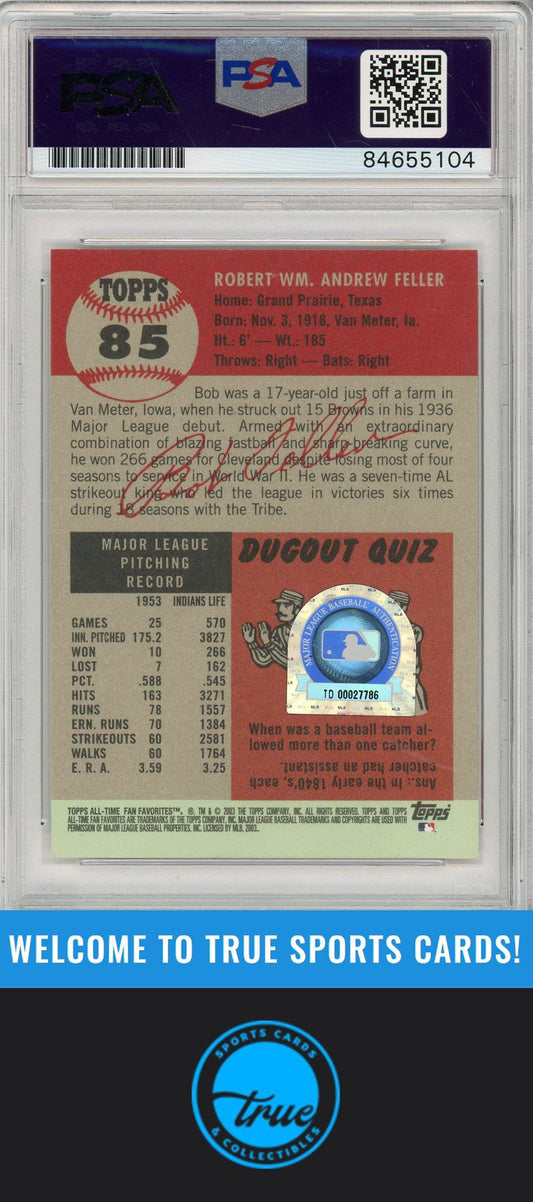 PSA
PSA
84655104
TOPPS
85
ROBERT WM. ANDREW FELLER
Home: Grand Prairie, Texas
Born: Nov. 3, 1918, Van Meter, Ia.
Ht.: 6' — Wt.: 185
Throws: Right — Bats: Right
Bob was a 17-year-old just off a farm in
Van Meter, Iowa, when he struck out 15 Browns in his 1936
Major League debut. Armed with an extraordinary
combination of blazing fastball and sharp-breaking curve,
he won 266 games for Cleveland despite losing most of four
seasons to service in World War II. He was a seven-time AL
strikeout king who led the league in victories six times
during 18 seasons with the Tribe.
Bob Feller
MAJOR LEAGUE
PITCHING
RECORD
1953 INDIANS LIFE
GAMES 25 570
INN. PITCHED 175.2 3827
WON 10 266
LOST 7 162
PCT. .588 .545
HITS 163 3271
RUNS 78 1557
ERN. RUNS 70 1384
STRIKEOUTS 60 2581
WALKS 60 1764
E. R. A. 3.59 3.25
DUGOUT QUIZ
MAJOR LEAGUE BASEBALL AUTHENTICATION
TD 00027786
When was a baseball team al-
lowed more than one catcher?
Ans.: In the early 1840's, each
catcher had an assistant.
TOPPS ALL-TIME FAN FAVORITES™, ®, TM & © 2003 THE TOPPS COMPANY, INC. ALL RIGHTS RESERVED. TOPPS AND TOPPS
ALL-TIME FAN FAVORITES ARE TRADEMARKS OF THE TOPPS COMPANY, INC. MAJOR LEAGUE BASEBALL TRADEMARKS AND COPYRIGHTS ARE USED WITH
PERMISSION OF MAJOR LEAGUE BASEBALL PROPERTIES, INC. LICENSED BY MLB, 2003.
Topps
WELCOME TO TRUE SPORTS CARDS!
SPORTS CARDS
true
& COLLECTIBLES